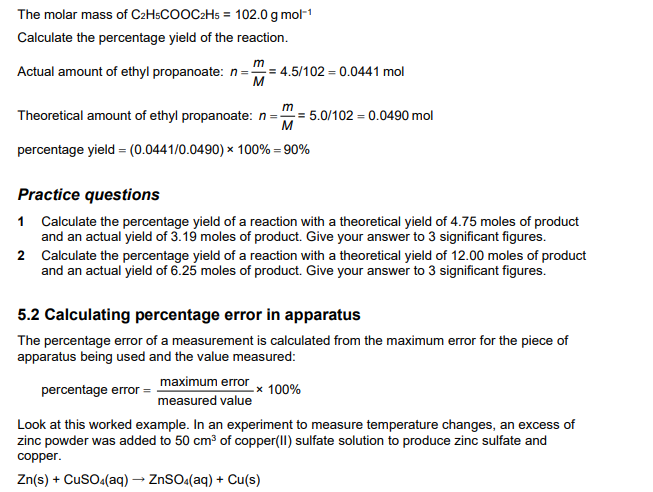 The molar mass of C₂H₅COOC₂H₅ = 102.0 g mol⁻¹
Calculate the percentage yield of the reaction.
Actual amount of ethyl propanoate: n = m/M = 4.5/102 = 0.0441 mol
Theoretical amount of ethyl propanoate: n = m/M = 5.0/102 = 0.0490 mol
percentage yield = (0.0441/0.0490) × 100% = 90%
Practice questions
1 Calculate the percentage yield of a reaction with a theoretical yield of 4.75 moles of product
and an actual yield of 3.19 moles of product. Give your answer to 3 significant figures.
2 Calculate the percentage yield of a reaction with a theoretical yield of 12.00 moles of product
and an actual yield of 6.25 moles of product. Give your answer to 3 significant figures.
5.2 Calculating percentage error in apparatus
The percentage error of a measurement is calculated from the maximum error for the piece of
apparatus being used and the value measured:
percentage error = maximum error / measured value × 100%
Look at this worked example. In an experiment to measure temperature changes, an excess of
zinc powder was added to 50 cm³ of copper(II) sulfate solution to produce zinc sulfate and
copper.
Zn(s) + CuSO₄(aq) → ZnSO₄(aq) + Cu(s)